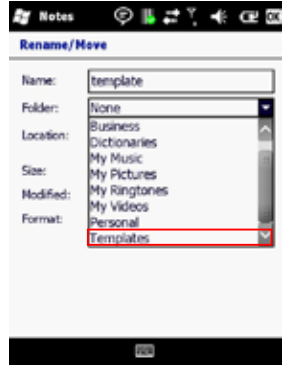 Notes
Rename/Move
Name: template
Folder: None
Business
Location:
Dictionaries
My Music
Size: My Pictures
Modified: My Ringtones
My Videos
Format: Personal
Templates